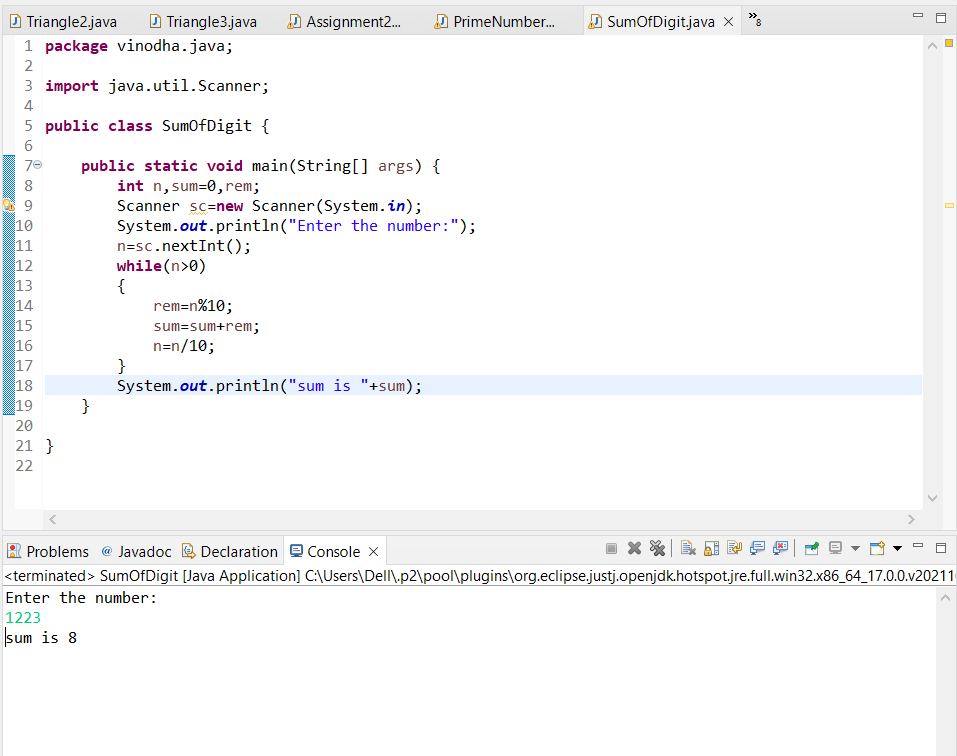 Triangle2.java Triangle3.java Assignment2... PrimeNumber... SumOfDigit.java »8
1 package vinodha.java;
2
3 import java.util.Scanner;
4
5 public class SumOfDigit {
6
7 public static void main(String[] args) {
8 int n,sum=0,rem;
9 Scanner sc=new Scanner(System.in);
10 System.out.println("Enter the number:");
11 n=sc.nextInt();
12 while(n>0)
13 {
14 rem=n%10;
15 sum=sum+rem;
16 n=n/10;
17 }
18 System.out.println("sum is "+sum);
19 }
20
21 }
22
Problems @ Javadoc Declaration Console
<terminated> SumOfDigit [Java Application] C:\Users\Dell\.p2\pool\plugins\org.eclipse.justj.openjdk.hotspot.jre.full.win32.x86_64_17.0.0.v20211
Enter the number:
1223
sum is 8